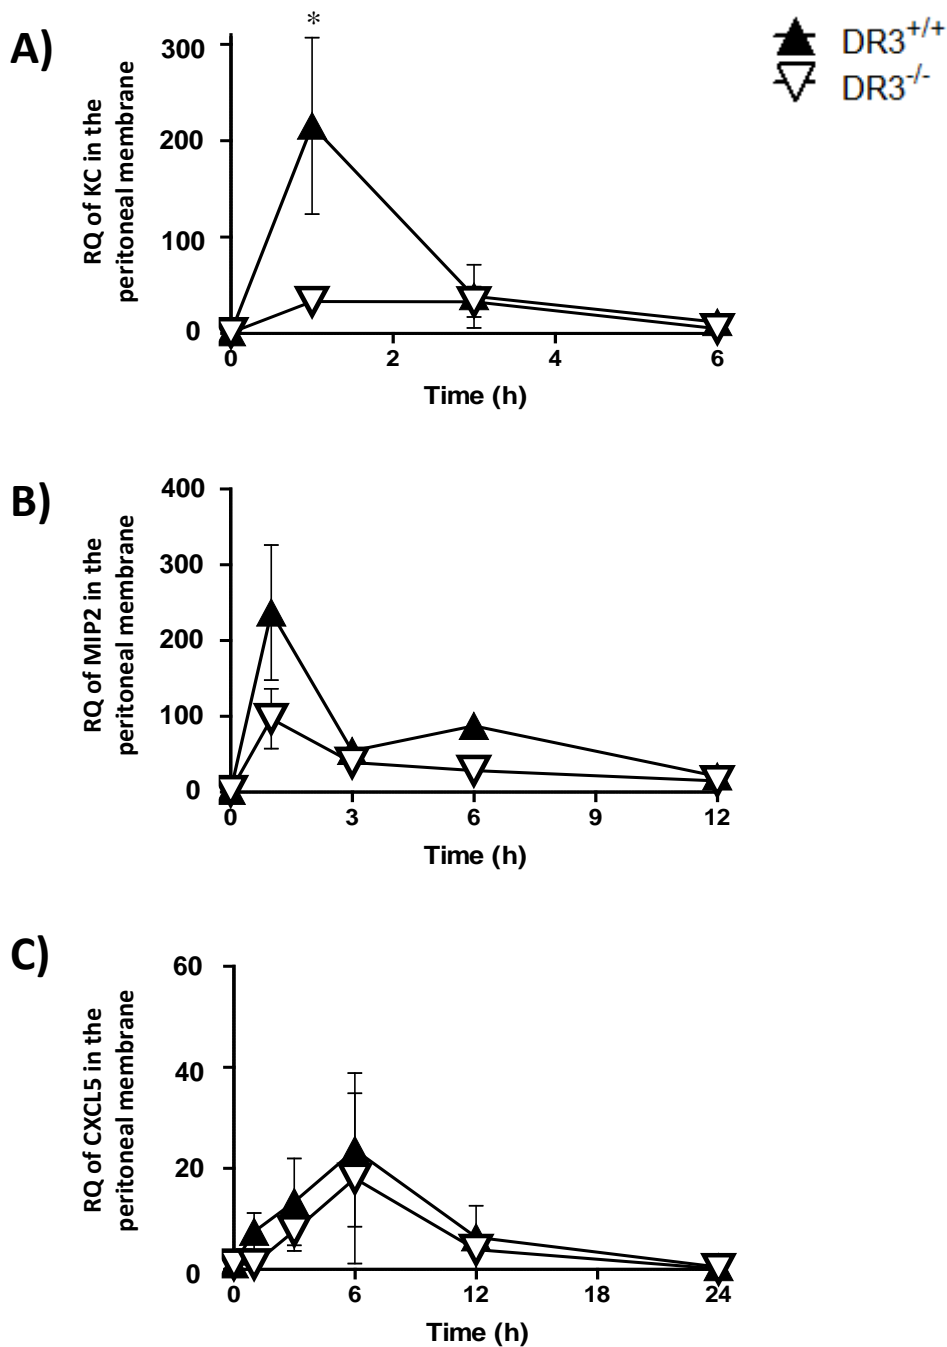 A)
*
DR3+/+
DR3-/-
RQ of KC in the
peritoneal membrane
300
200
100
0
0 2 4 6
Time (h)
B)
RQ of MIP2 in the
peritoneal membrane
400
300
200
100
0
0 3 6 9 12
Time (h)
C)
RQ of CXCL5 in the
peritoneal membrane
60
40
20
0
0 6 12 18 24
Time (h)